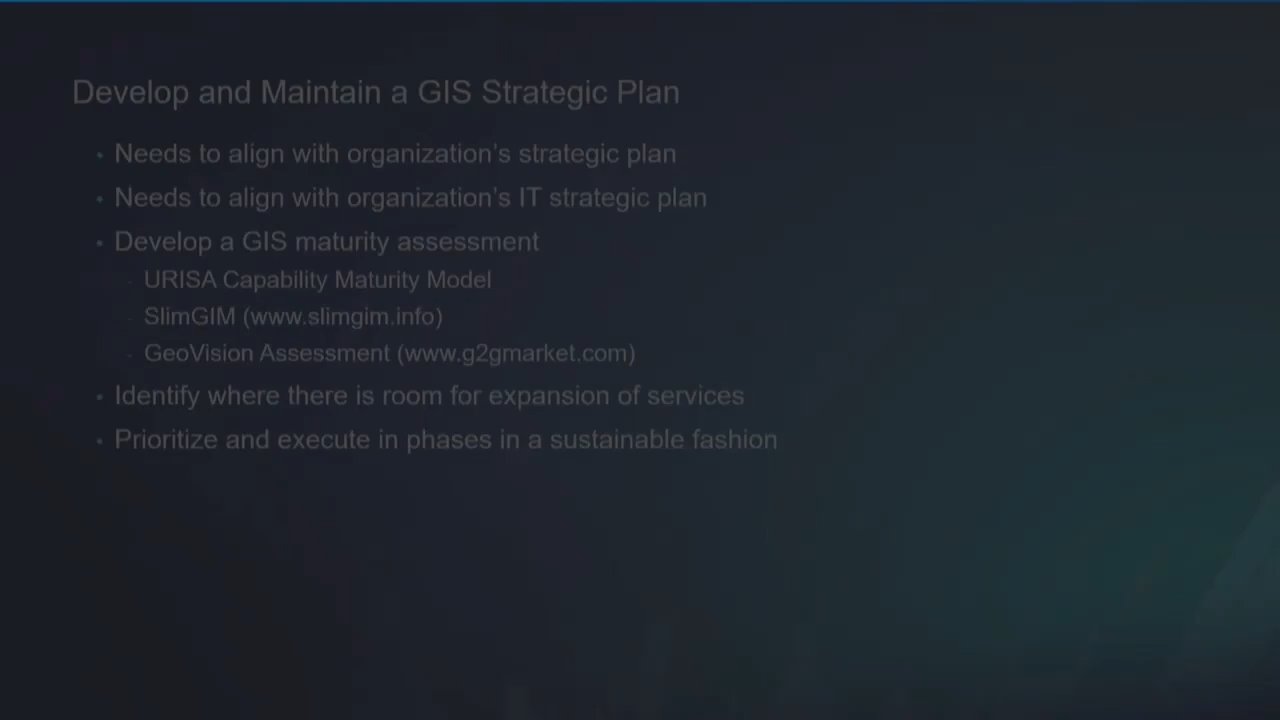 Develop and Maintain a GIS Strategic Plan
• Needs to align with organization's strategic plan
• Needs to align with organization's IT strategic plan
• Develop a GIS maturity assessment
- URISA Capability Maturity Model
- SlimGIM (www.slimgim.info)
- GeoVision Assessment (www.g2gmarket.com)
• Identify where there is room for expansion of services
• Prioritize and execute in phases in a sustainable fashion